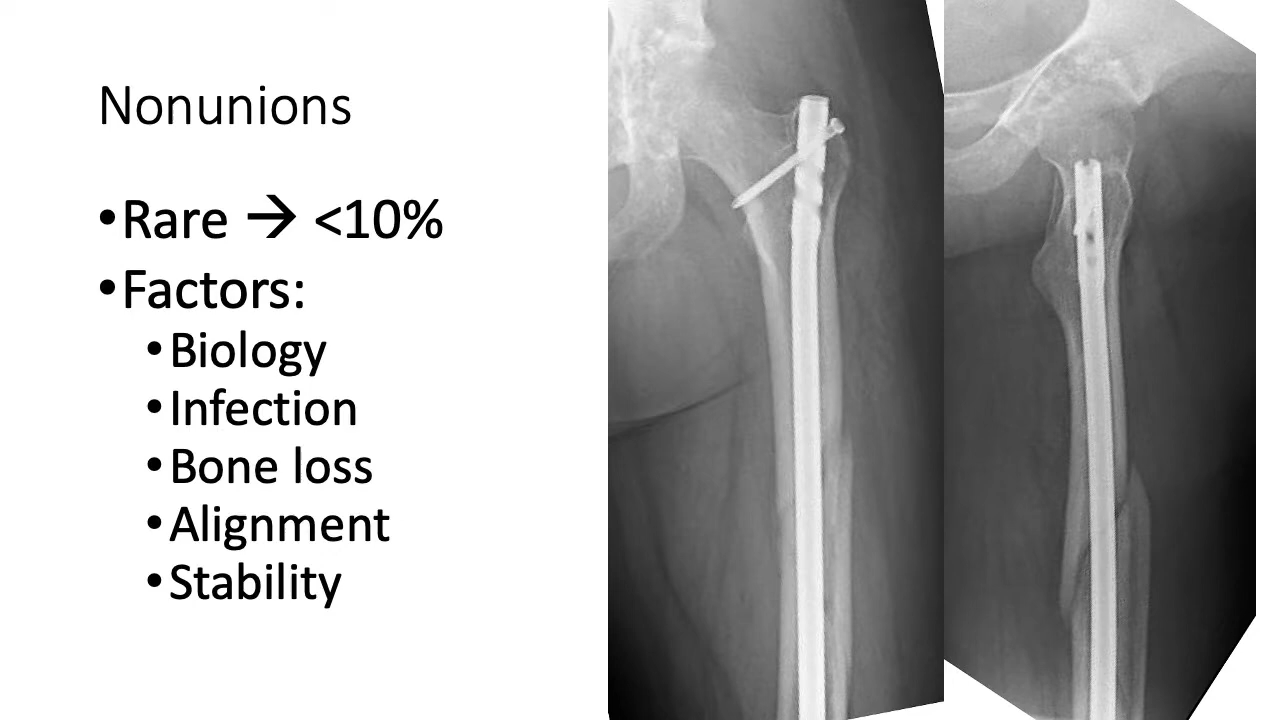 Nonunions
•Rare → <10%
•Factors:
•Biology
•Infection
•Bone loss
•Alignment
•Stability